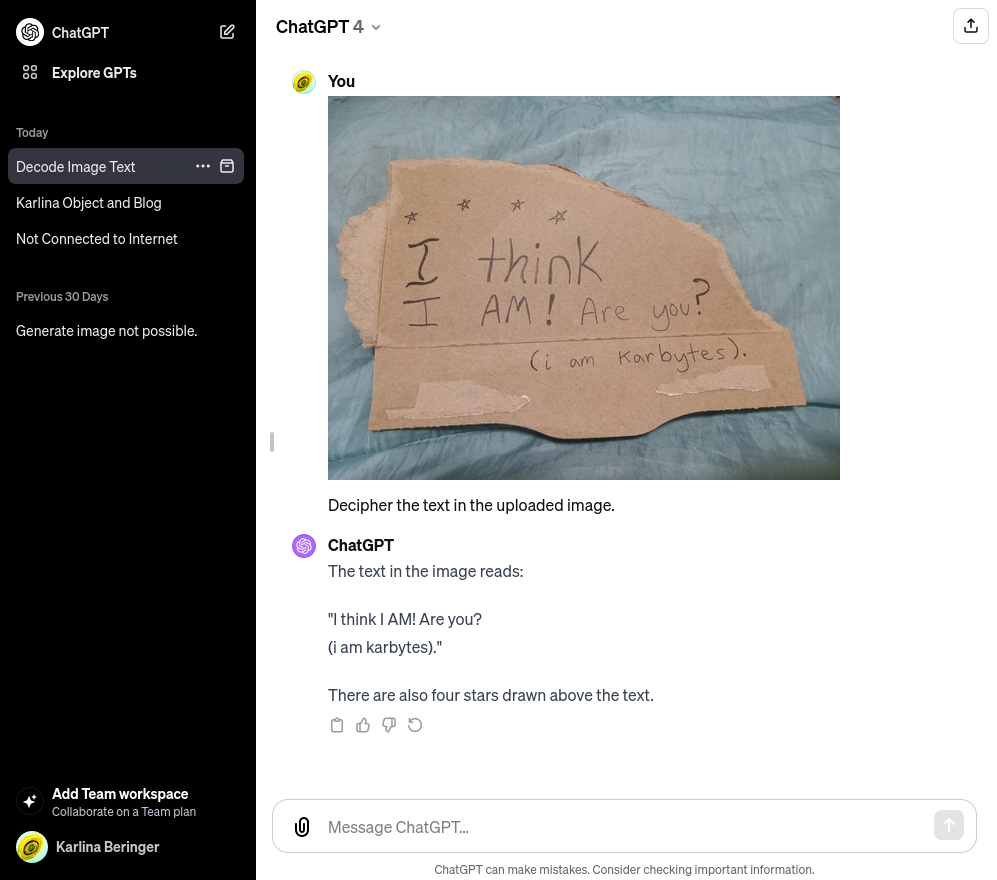 ChatGPT
Explore GPTs
Today
Decode Image Text
Karlina Object and Blog
Not Connected to Internet
Previous 30 Days
Generate image not possible.
Add Team workspace
Collaborate on a Team plan
Karlina Beringer
ChatGPT 4
You
I think
I AM! Are you?
(i am Karbytes).
Decipher the text in the uploaded image.
ChatGPT
The text in the image reads:
"I think I AM! Are you?
(i am karbytes)."
There are also four stars drawn above the text.
Message ChatGPT...
ChatGPT can make mistakes. Consider checking important information.